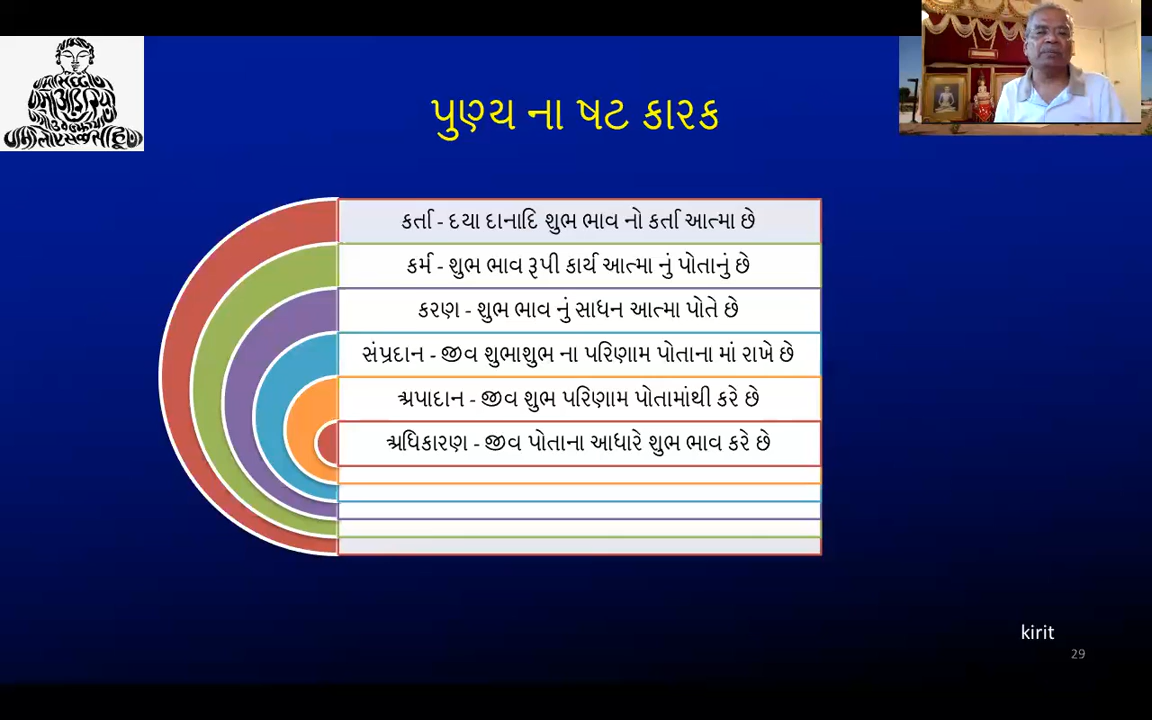 પુણ્ય ના ષટ કારક
કર્તા - દયા દાનાદિ શુભ ભાવ નો કર્તા આત્મા છે
કર્મ - શુભ ભાવ રૂપી કાર્ય આત્મા નું પોતાનું છે
કરણ - શુભ ભાવ નું સાધન આત્મા પોતે છે
સંપ્રદાન - જીવ શુભાશુભ ના પરિણામ પોતાના માં રાખે છે
અપાદાન - જીવ શુભ પરિણામ પોતામાંથી કરે છે
અધિકારણ - જીવ પોતાના આધારે શુભ ભાવ કરે છે
kirit
29